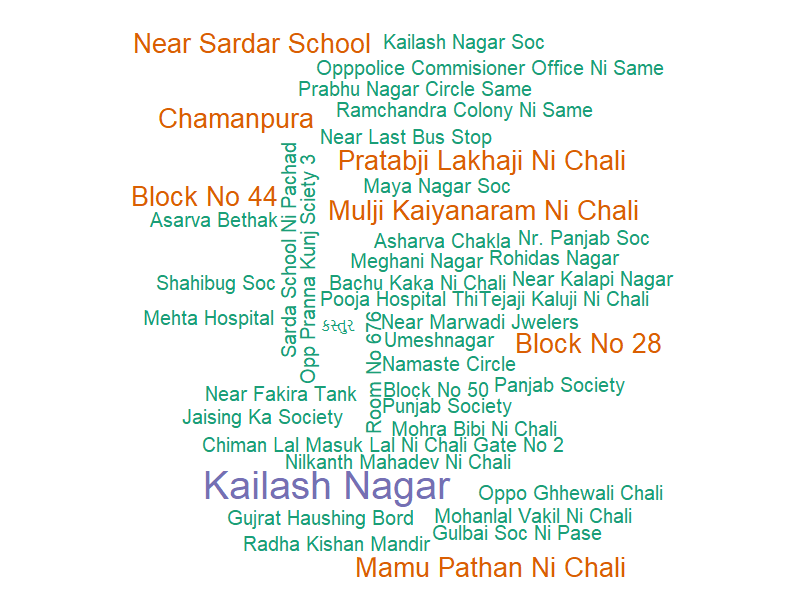 Near Sardar School
Kailash Nagar Soc
Opppolice Commisioner Office Ni Same
Prabhu Nagar Circle Same
Ramchandra Colony Ni Same
Chamanpura
Near Last Bus Stop
Sarda School Ni Pachad
Opp Pranna Kunj Sciety 3
Pratabji Lakhaji Ni Chali
Maya Nagar Soc
Block No 44
Mulji Kaiyanaram Ni Chali
Asarva Bethak
Asharva Chakla
Nr. Panjab Soc
Meghani Nagar
Rohidas Nagar
Shahibug Soc
Bachu Kaka Ni Chali
Near Kalapi Nagar
Pooja Hospital Thi
Tejaji Kaluji Ni Chali
Mehta Hospital
કસ્તુર
Room No 676
Near Marwadi Jwelers
Umeshnagar
Block No 28
Namaste Circle
Near Fakira Tank
Block No 50
Panjab Society
Punjab Society
Jaising Ka Society
Mohra Bibi Ni Chali
Chiman Lal Masuk Lal Ni Chali Gate No 2
Nilkanth Mahadev Ni Chali
Kailash Nagar
Oppo Ghhewali Chali
Gujrat Haushing Bord
Mohanlal Vakil Ni Chali
Gulbai Soc Ni Pase
Radha Kishan Mandir
Mamu Pathan Ni Chali